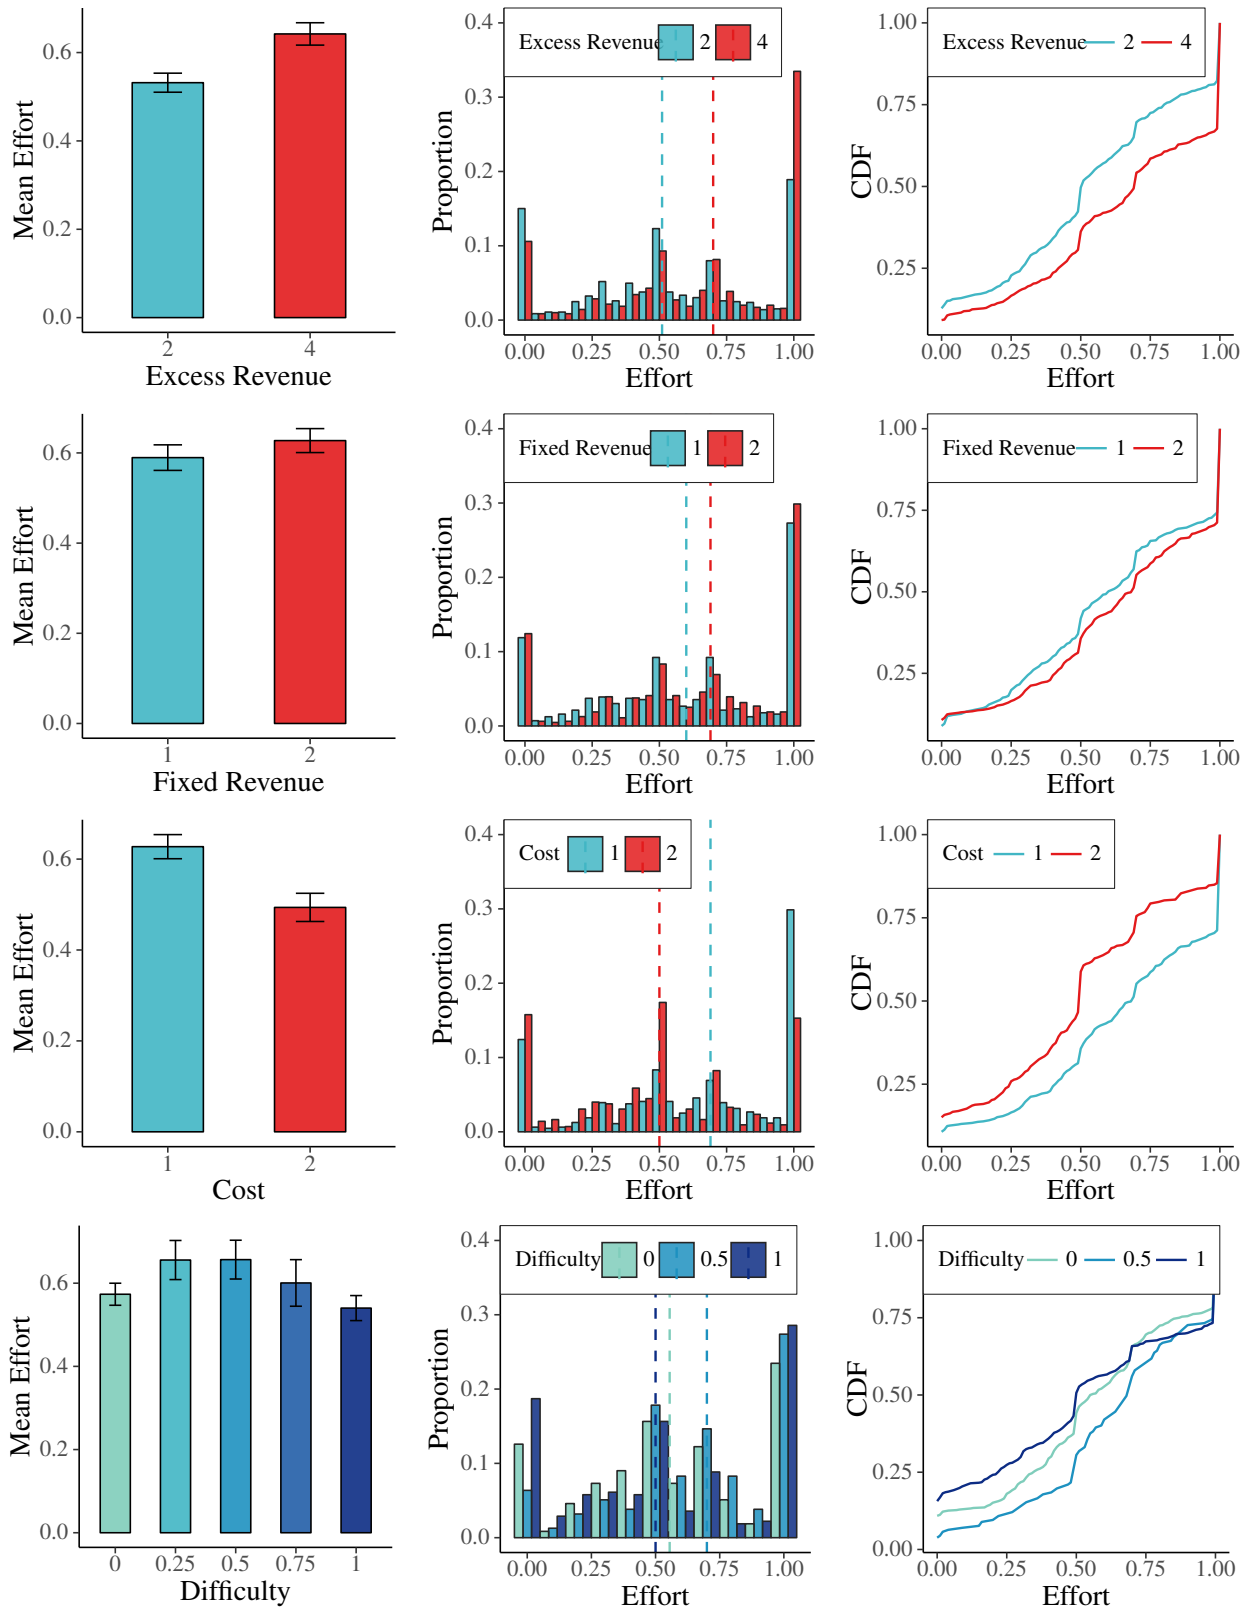 Mean Effort
0.6
0.4
0.2
0.0
2 4
Excess Revenue
Proportion
0.4
0.3
0.2
0.1
0.0
Excess Revenue 2 4
0.00 0.25 0.50 0.75 1.00
Effort
CDF
1.00
0.75
0.50
0.25
Excess Revenue 2 4
0.00 0.25 0.50 0.75 1.00
Effort
Mean Effort
0.6
0.4
0.2
0.0
1 2
Fixed Revenue
Proportion
0.4
0.3
0.2
0.1
0.0
Fixed Revenue 1 2
0.00 0.25 0.50 0.75 1.00
Effort
CDF
1.00
0.75
0.50
0.25
Fixed Revenue 1 2
0.00 0.25 0.50 0.75 1.00
Effort
Mean Effort
0.6
0.4
0.2
0.0
1 2
Cost
Proportion
0.4
0.3
0.2
0.1
0.0
Cost 1 2
0.00 0.25 0.50 0.75 1.00
Effort
CDF
1.00
0.75
0.50
0.25
Cost 1 2
0.00 0.25 0.50 0.75 1.00
Effort
Mean Effort
0.6
0.4
0.2
0.0
0 0.25 0.5 0.75 1
Difficulty
Proportion
0.4
0.3
0.2
0.1
0.0
Difficulty 0 0.5 1
0.00 0.25 0.50 0.75 1.00
Effort
CDF
1.00
0.75
0.50
0.25
0.00
Difficulty 0 0.5 1
0.00 0.25 0.50 0.75 1.00
Effort